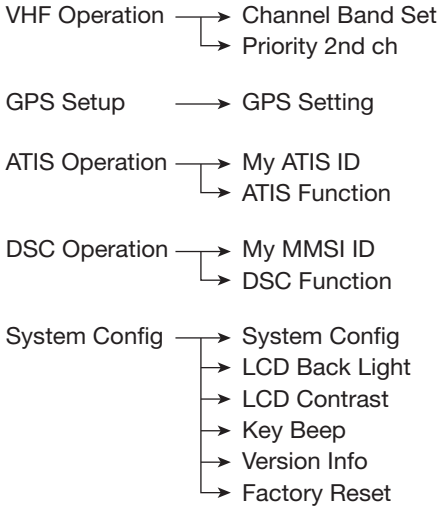 VHF Operation Channel Band Set
Priority 2nd ch
GPS Setup GPS Setting
ATIS Operation My ATIS ID
ATIS Function
DSC Operation My MMSI ID
DSC Function
System Config System Config
LCD Back Light
LCD Contrast
Key Beep
Version Info
Factory Reset